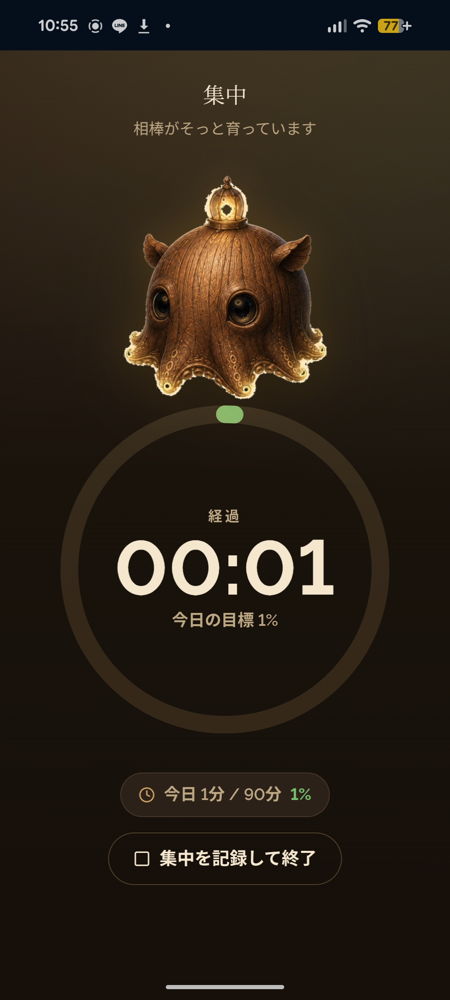 10:55 LINE 77
集中
相棒がそっと育っています
経過
00:01
今日の目標 1%
今日 1分 / 90分 1%
集中を記録して終了